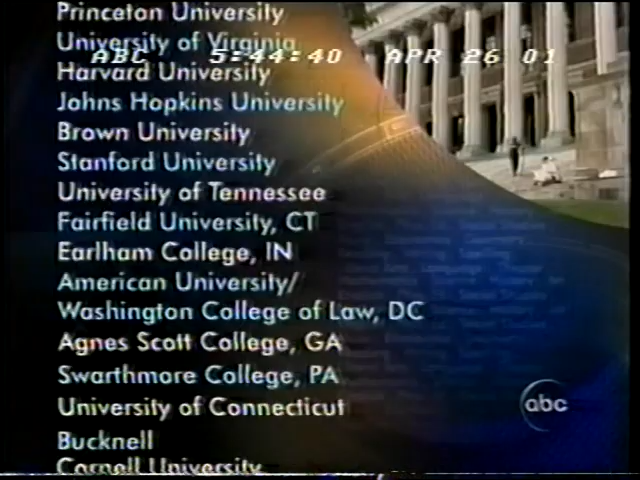 Princeton University
University of Virginia
ABC 5:44:40 APR 26 01
Harvard University
Johns Hopkins University
Brown University
Stanford University
University of Tennessee
Fairfield University, CT
Earlham College, IN
American University/
Washington College of Law, DC
Agnes Scott College, GA
Swarthmore College, PA
University of Connecticut
abc
Bucknell
Cornell University